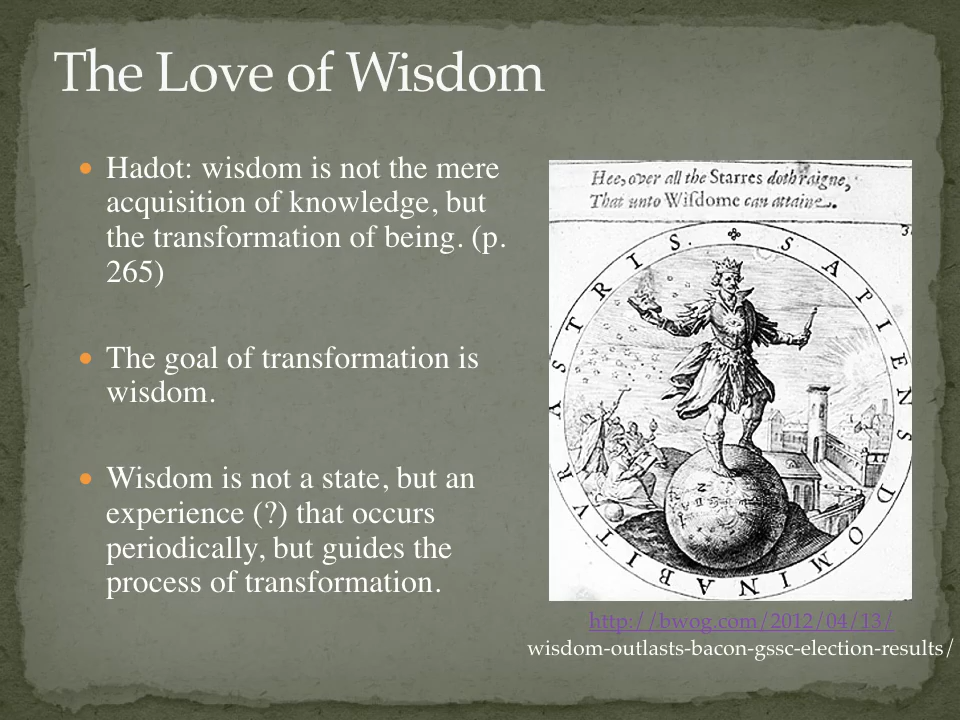 The Love of Wisdom
• Hadot: wisdom is not the mere
acquisition of knowledge, but
the transformation of being. (p.
265)
• The goal of transformation is
wisdom.
• Wisdom is not a state, but an
experience (?) that occurs
periodically, but guides the
process of transformation.
Hee, over all the Starres doth raigne,
That unto Wiſdome can attaine.
SAPIENS DOMINABITVR ASTRIS.
http://bwog.com/2012/04/13/
wisdom-outlasts-bacon-gssc-election-results/